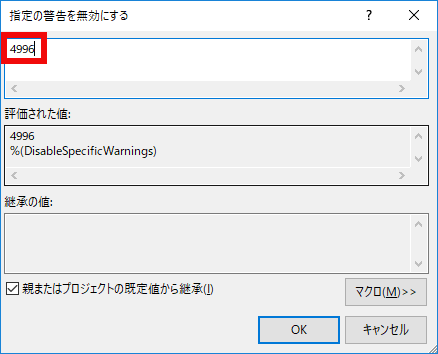 指定の警告を無効にする
4996
評価された値:
4996
%(DisableSpecificWarnings)
継承の値:
親またはプロジェクトの既定値から継承(I)
マクロ(M)>>
OK
キャンセル